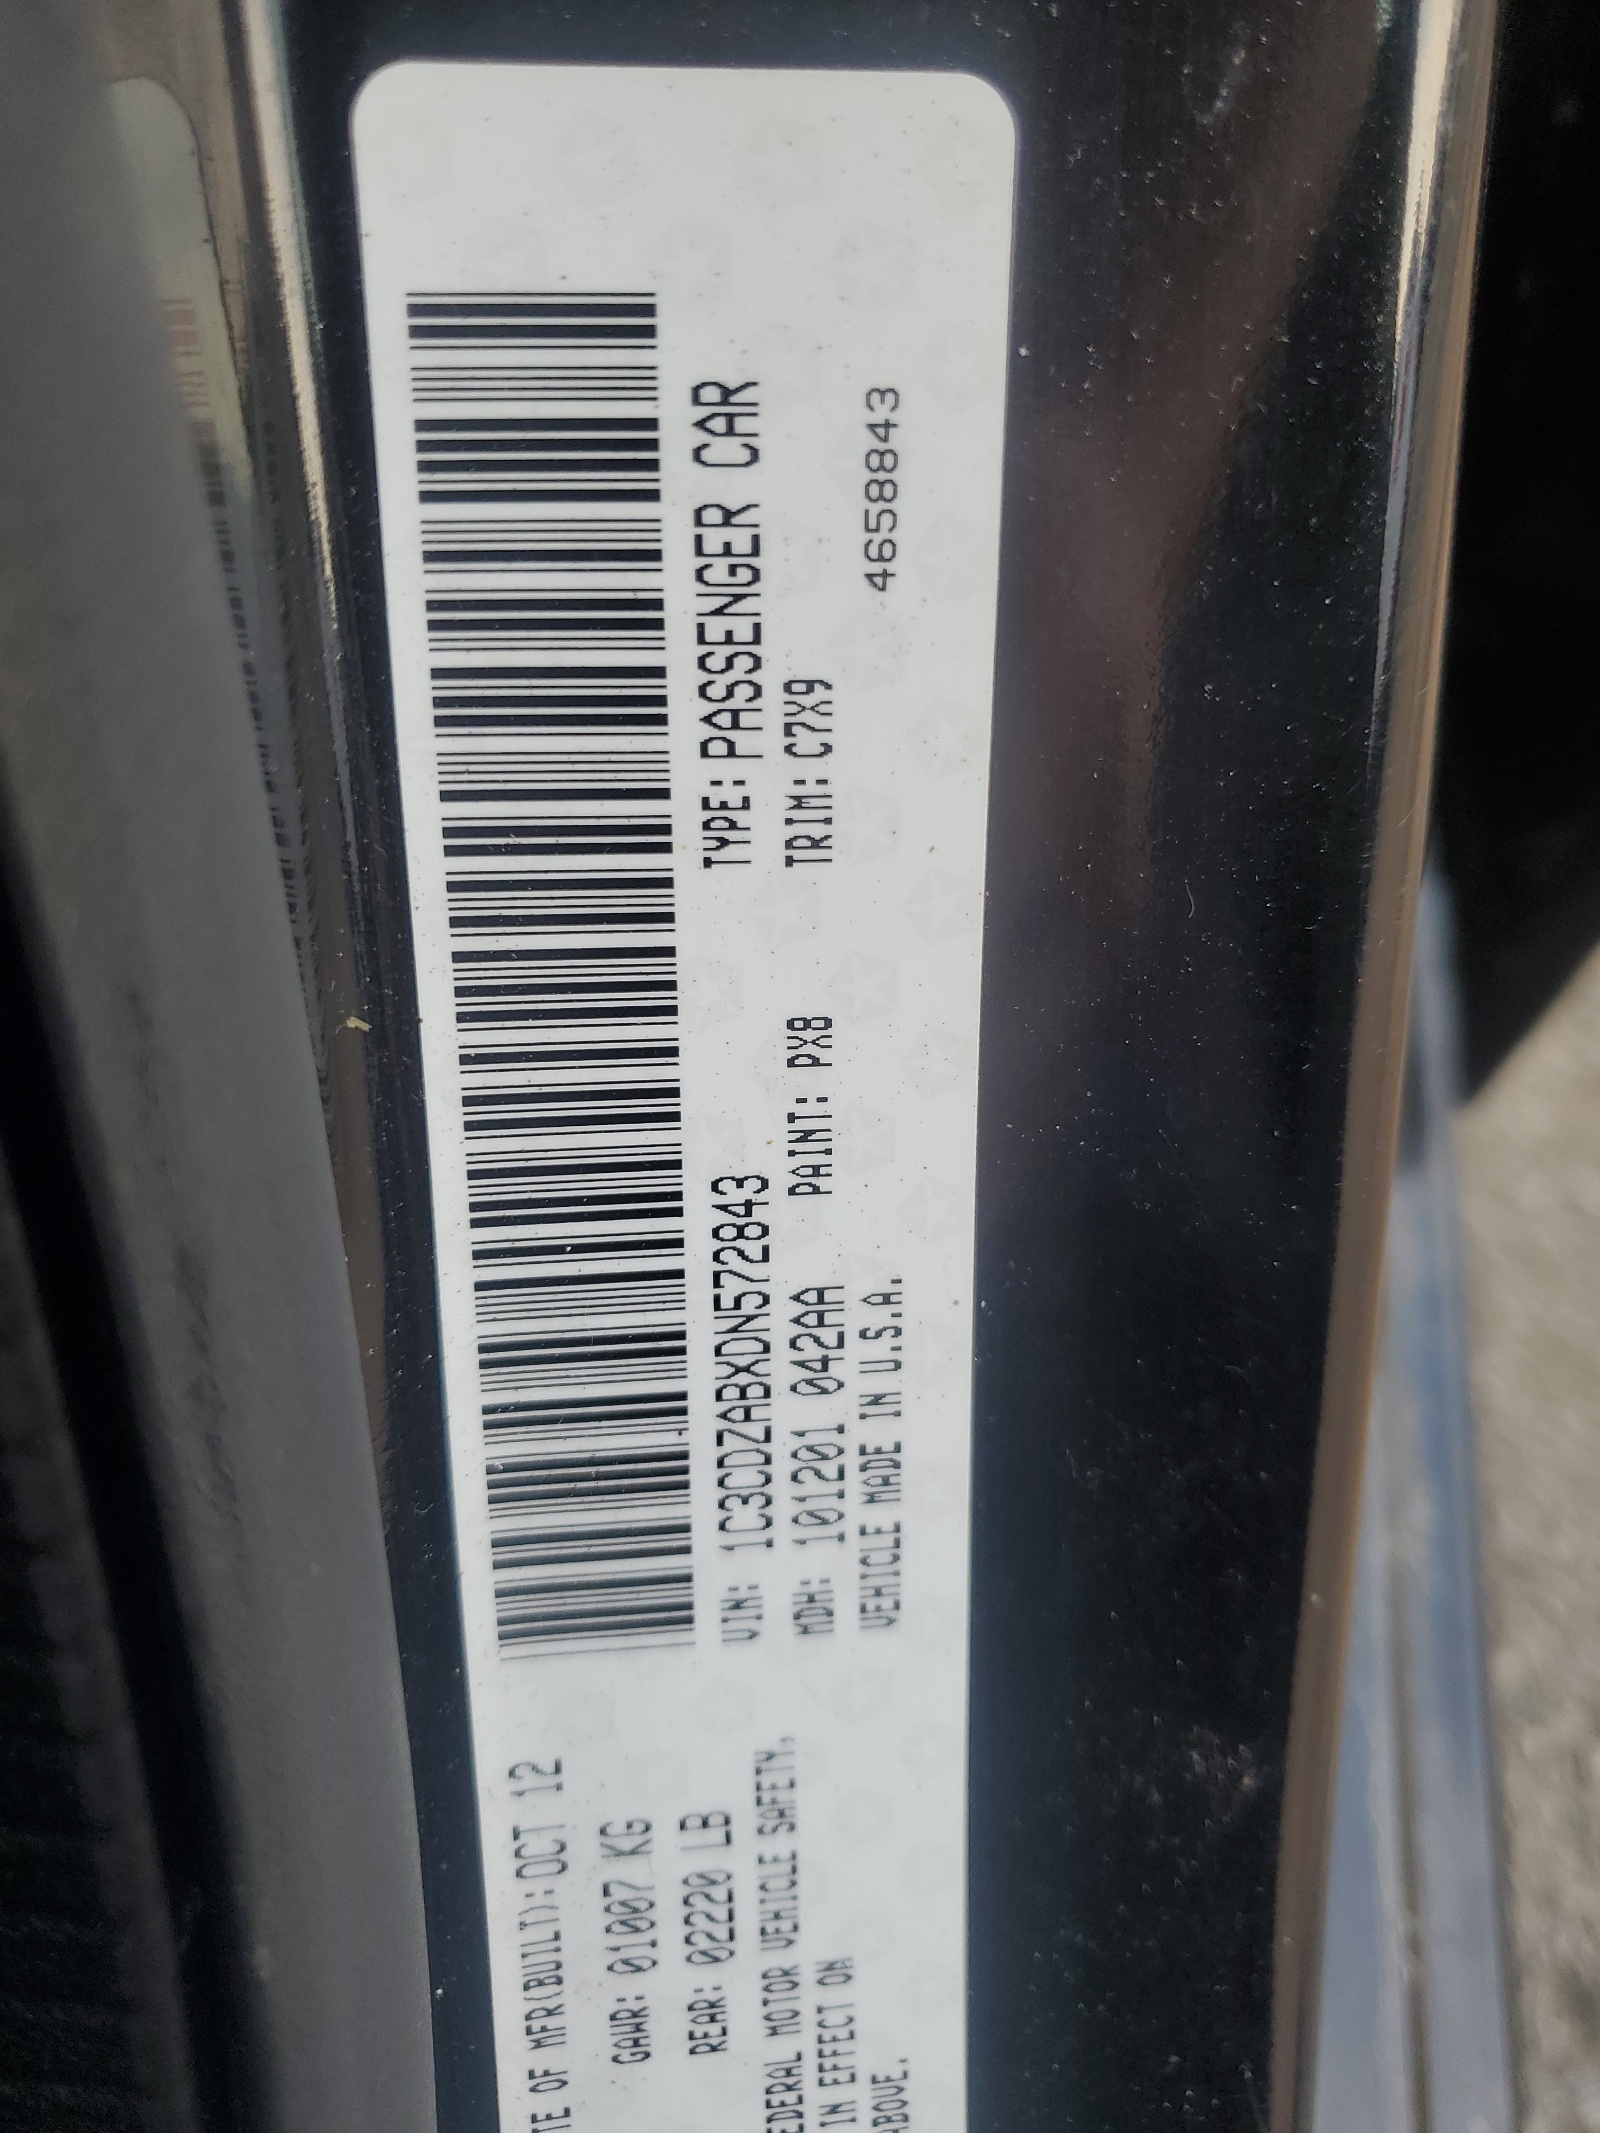 TE OF MFR(BUILT):OCT 12
GAWR: 01007 KG
REAR: 02220 LB
EDERAL MOTOR VEHICLE SAFETY,
IN EFFECT ON
ABOVE.
VIN: 1C3CDZABXDN572843
TYPE: PASSENGER CAR
MDH: 101201 042AA
PAINT: PX8
TRIM: C7X9
VEHICLE MADE IN U.S.A.
4658843